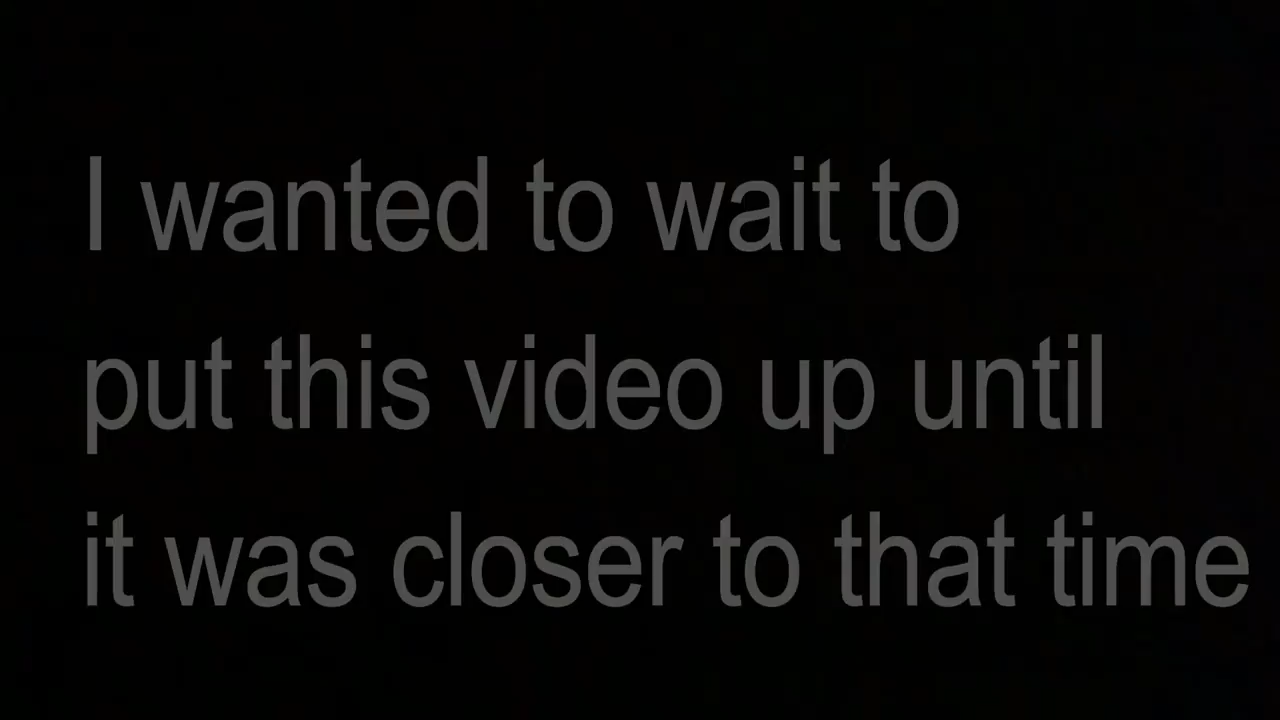 I wanted to wait to
put this video up until
it was closer to that time